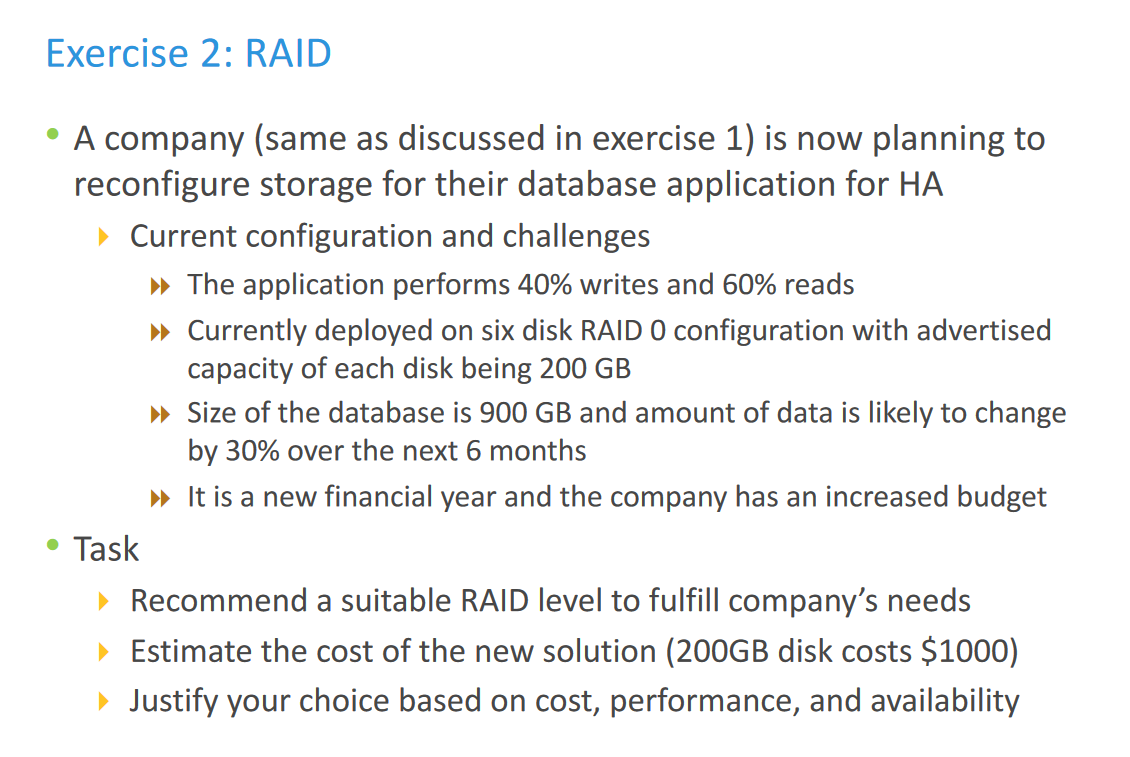 Exercise 2: RAID
A company (same as discussed in exercise 1) is now planning to
reconfigure storage for their database application for HA
Current configuration and challenges
The application performs 40% writes and 60% reads
Currently deployed on six disk RAID 0 configuration with advertised
capacity of each disk being 200 GB
Size of the database is 900 GB and amount of data is likely to change
by 30% over the next 6 months
It is a new financial year and the company has an increased budget
Task
Recommend a suitable RAID level to fulfill company’s needs
Estimate the cost of the new solution (200GB disk costs $1000)
Justify your choice based on cost, performance, and availability